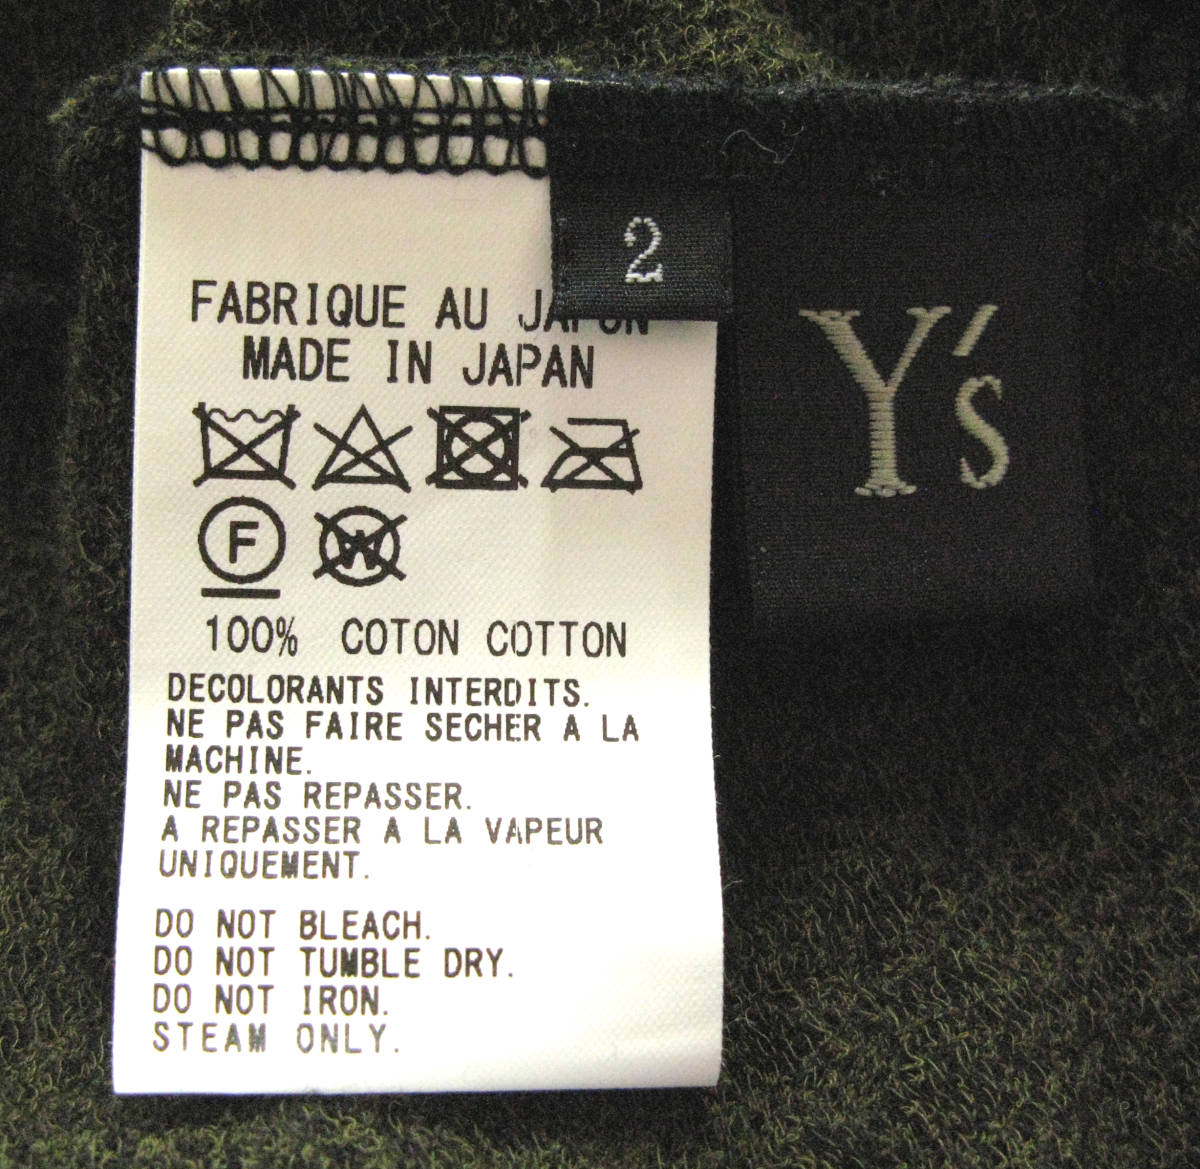 2
Y's
FABRIQUE AU JAPON
MADE IN JAPAN
F
W
100% COTON COTTON
DECOLORANTS INTERDITS.
NE PAS FAIRE SECHER A LA
MACHINE.
NE PAS REPASSER.
A REPASSER A LA VAPEUR
UNIQUEMENT.
DO NOT BLEACH.
DO NOT TUMBLE DRY.
DO NOT IRON.
STEAM ONLY.